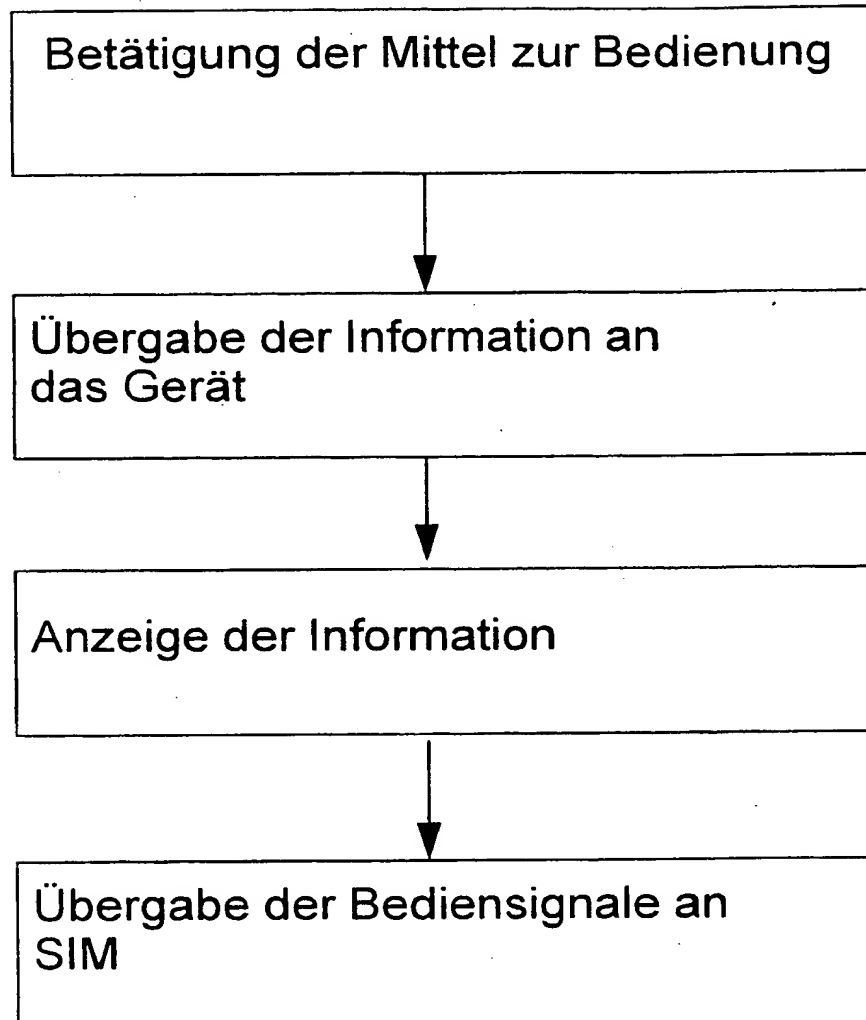 Betätigung der Mittel zur Bedienung
Übergabe der Information an
das Gerät
Anzeige der Information
Übergabe der Bediensignale an
SIM